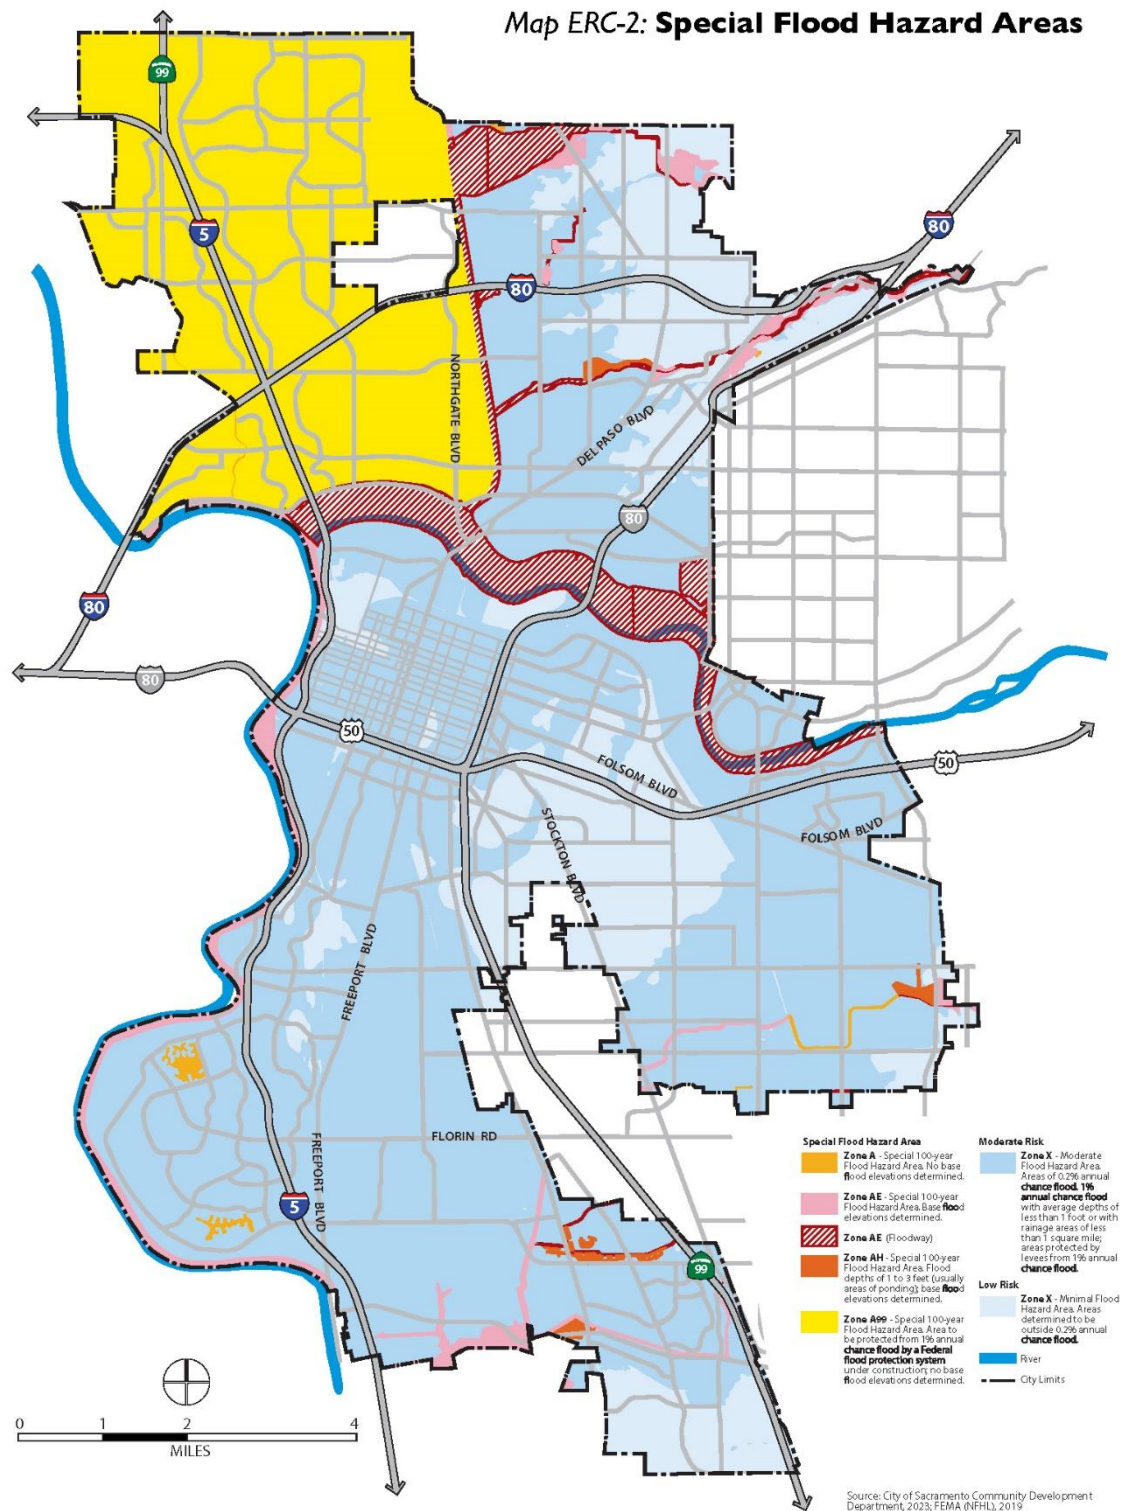 Map ERC-2: Special Flood Hazard Areas
99
5
80
80
NORTHGATE BLVD
DEL PASO BLVD
80
80
80
50
FOLSOM BLVD
50
STOCKTON BLVD
FOLSOM BLVD
FREEPORT BLVD
FLORIN RD
FREEPORT BLVD
5
99
Special Flood Hazard Area
Zone A - Special 100-year
Flood Hazard Area. No base
flood elevations determined.
Zone AE - Special 100-year
Flood Hazard Area. Base flood
elevations determined.
Zone AE (Floodway)
Zone AH - Special 100-year
Flood Hazard Area. Flood
depths of 1 to 3 feet (usually
areas of ponding); base flood
elevations determined.
Zone A99 - Special 100-year
Flood Hazard Area. Area to
be protected from 1% annual
chance flood by a Federal
flood protection system
under construction; no base
flood elevations determined.
Moderate Risk
Zone X - Moderate
Flood Hazard Area.
Areas of 0.2% annual
chance flood. 1%
annual chance flood
with average depths of
less than 1 foot or with
rainage areas of less
than 1 square mile;
areas protected by
levees from 1% annual
chance flood.
Low Risk
Zone X - Minimal Flood
Hazard Area. Areas
determined to be
outside 0.2% annual
chance flood.
River
City Limits
0 1 2 4
MILES
Source: City of Sacramento Community Development
Department, 2023; FEMA (NFHL), 2019